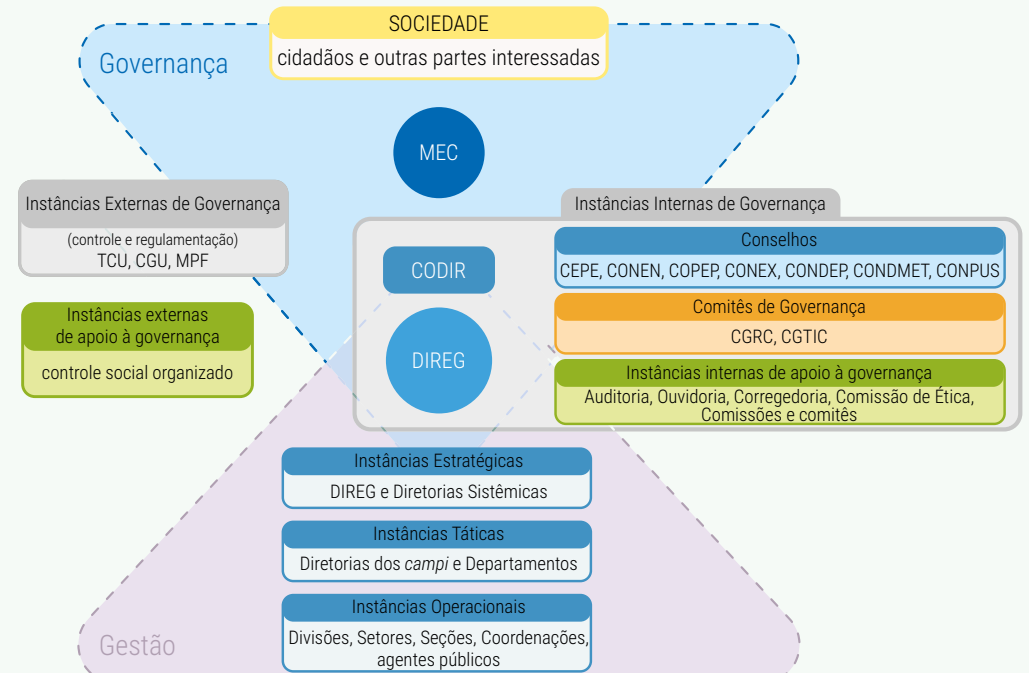 SOCIEDADE
cidadãos e outras partes interessadas
Governança
MEC
Instâncias Externas de Governança
(controle e regulamentação)
TCU, CGU, MPF
Instâncias externas
de apoio à governança
controle social organizado
Instâncias Internas de Governança
CODIR
DIREG
Conselhos
CEPE, CONEN, COPEP, CONEX, CONDEP, CONDMET, CONPUS
Comitês de Governança
CGRC, CGTIC
Instâncias internas de apoio à governança
Auditoria, Ouvidoria, Corregedoria, Comissão de Ética,
Comissões e comitês
Instâncias Estratégicas
DIREG e Diretorias Sistêmicas
Instâncias Táticas
Diretorias dos campi e Departamentos
Instâncias Operacionais
Divisões, Setores, Seções, Coordenações,
agentes públicos
Gestão